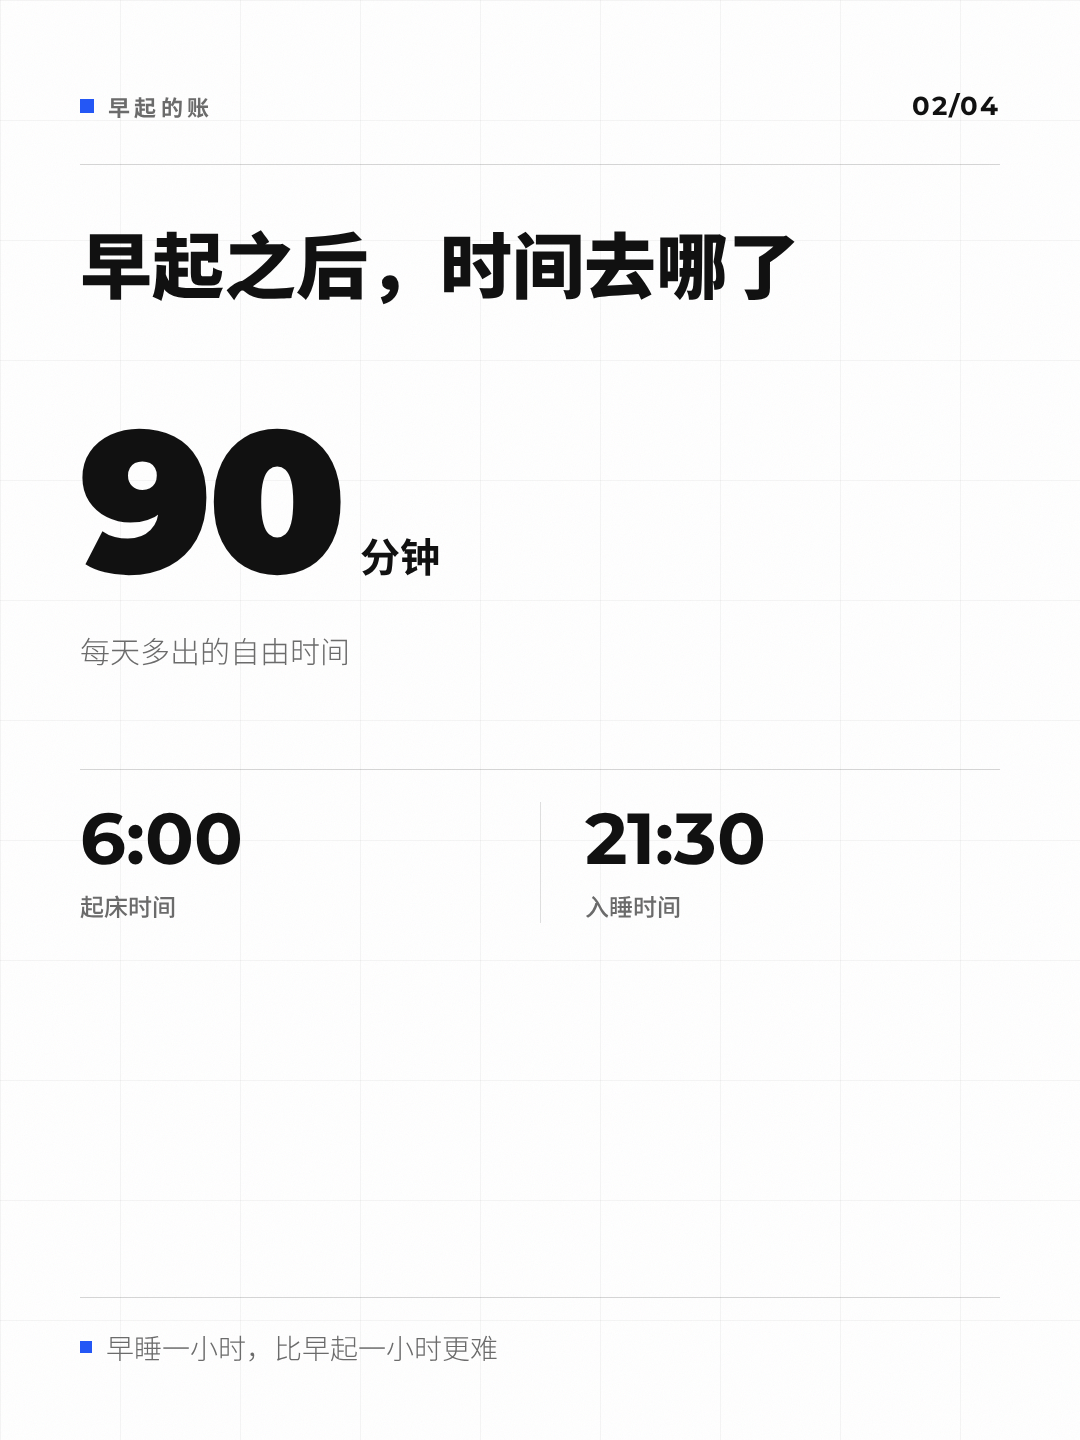 早起的账
02/04
早起之后，时间去哪了
90 分钟
每天多出的自由时间
6:00
起床时间
21:30
入睡时间
早睡一小时，比早起一小时更难